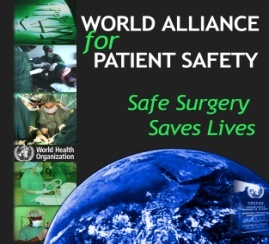 WORLD ALLIANCE
for
PATIENT SAFETY
Safe Surgery
Saves Lives
World Health
Organization